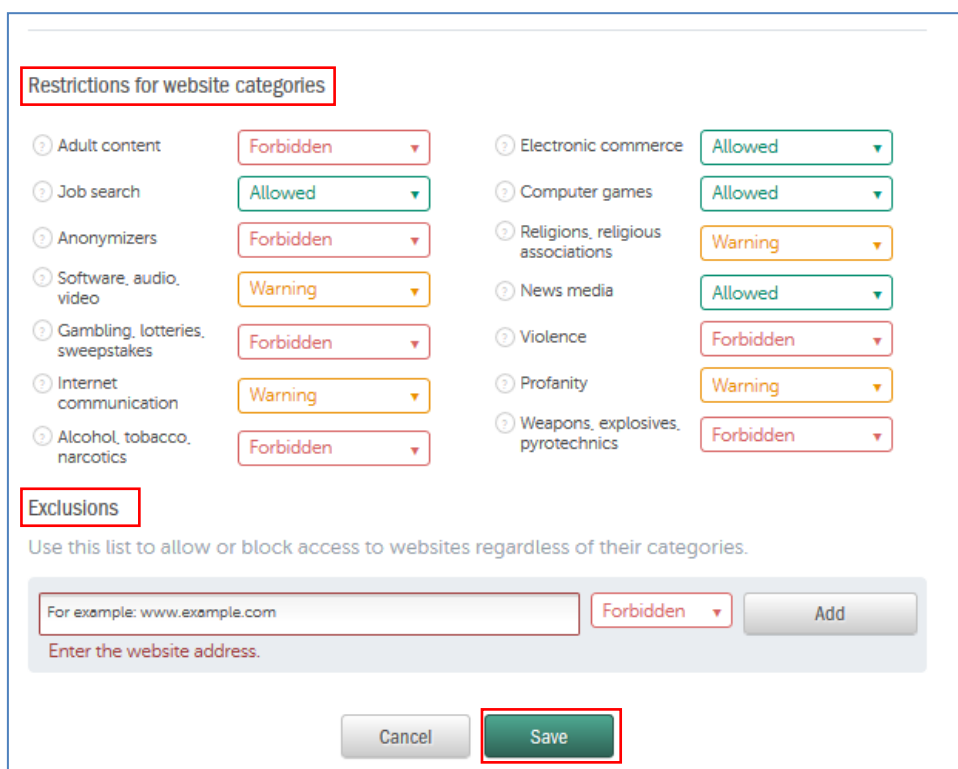 Restrictions for website categories
? Adult content Forbidden ▾ ? Electronic commerce Allowed ▾
? Job search Allowed ▾ ? Computer games Allowed ▾
? Anonymizers Forbidden ▾ ? Religions, religious
associations Warning ▾
? Software, audio,
video Warning ▾ ? News media Allowed ▾
? Gambling, lotteries,
sweepstakes Forbidden ▾ ? Violence Forbidden ▾
? Internet
communication Warning ▾ ? Profanity Warning ▾
? Alcohol, tobacco,
narcotics Forbidden ▾ ? Weapons, explosives,
pyrotechnics Forbidden ▾
Exclusions
Use this list to allow or block access to websites regardless of their categories.
For example: www.example.com Forbidden ▾ Add
Enter the website address.
Cancel Save